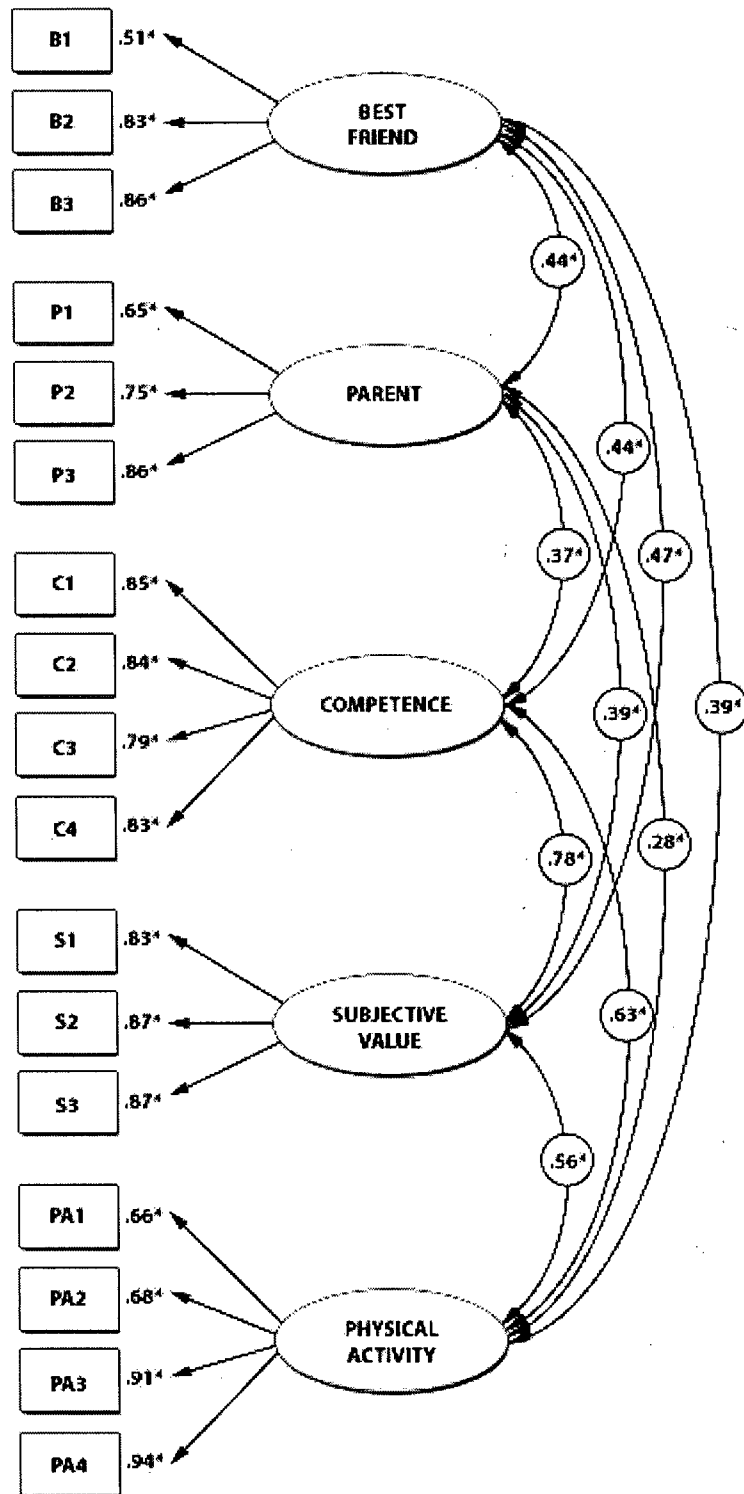 B1 .51*
BEST
FRIEND
B2 .83*
B3 .86*
.44*
P1 .65*
P2 .75*
PARENT
P3 .86*
.44*
.37*
.47*
C1 .85*
C2 .84*
COMPETENCE
.39*
.39*
C3 .79*
C4 .83*
.78*
.28*
S1 .83*
S2 .87*
SUBJECTIVE
VALUE
.63*
S3 .87*
.56*
PA1 .66*
PA2 .68*
PHYSICAL
ACTIVITY
PA3 .91*
PA4 .94*